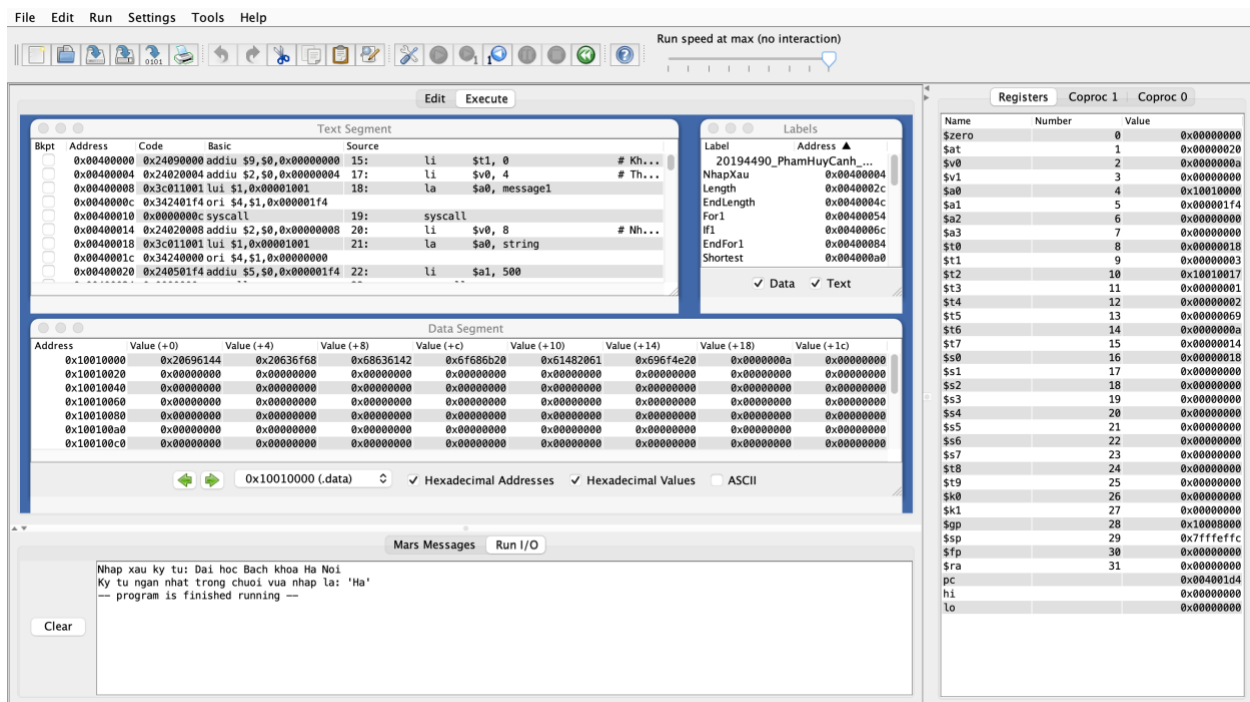 File Edit Run Settings Tools Help
Run speed at max (no interaction)
Edit Execute
Text Segment
Bkpt Address Code Basic Source
0x00400000 0x24090000 addiu $9,$0,0x00000000 15: li $t1, 0 # Kh...
0x00400004 0x24020004 addiu $2,$0,0x00000004 17: li $v0, 4 # Th...
0x00400008 0x3c011001 lui $1,0x00001001 18: la $a0, message1
0x0040000c 0x342401f4 ori $4,$1,0x000001f4
0x00400010 0x0000000c syscall 19: syscall
0x00400014 0x24020008 addiu $2,$0,0x00000008 20: li $v0, 8 # Nh...
0x00400018 0x3c011001 lui $1,0x00001001 21: la $a0, string
0x0040001c 0x34240000 ori $4,$1,0x00000000
0x00400020 0x240501f4 addiu $5,$0,0x000001f4 22: li $a1, 500
Labels
Label Address ▲
20194490_PhamHuyCanh_...
NhapXau 0x00400004
Length 0x0040002c
EndLength 0x0040004c
For1 0x00400054
If1 0x0040006c
EndFor1 0x00400084
Shortest 0x004000a0
Data Text
Data Segment
Address Value (+0) Value (+4) Value (+8) Value (+c) Value (+10) Value (+14) Value (+18) Value (+1c)
0x10010000 0x20696144 0x20636f68 0x68636142 0x6f686b20 0x61482061 0x696f4e20 0x0000000a 0x00000000
0x10010020 0x00000000 0x00000000 0x00000000 0x00000000 0x00000000 0x00000000 0x00000000 0x00000000
0x10010040 0x00000000 0x00000000 0x00000000 0x00000000 0x00000000 0x00000000 0x00000000 0x00000000
0x10010060 0x00000000 0x00000000 0x00000000 0x00000000 0x00000000 0x00000000 0x00000000 0x00000000
0x10010080 0x00000000 0x00000000 0x00000000 0x00000000 0x00000000 0x00000000 0x00000000 0x00000000
0x100100a0 0x00000000 0x00000000 0x00000000 0x00000000 0x00000000 0x00000000 0x00000000 0x00000000
0x100100c0 0x00000000 0x00000000 0x00000000 0x00000000 0x00000000 0x00000000 0x00000000 0x00000000
0x10010000 (.data) Hexadecimal Addresses Hexadecimal Values ASCII
Mars Messages Run I/O
Nhap xau ky tu: Dai hoc Bach khoa Ha Noi
Ky tu ngan nhat trong chuoi vua nhap la: 'Ha'
-- program is finished running --
Clear
Registers Coproc 1 Coproc 0
Name Number Value
$zero 0 0x00000000
$at 1 0x00000020
$v0 2 0x0000000a
$v1 3 0x00000000
$a0 4 0x10010000
$a1 5 0x000001f4
$a2 6 0x00000000
$a3 7 0x00000000
$t0 8 0x00000018
$t1 9 0x00000003
$t2 10 0x10010017
$t3 11 0x00000001
$t4 12 0x00000002
$t5 13 0x00000069
$t6 14 0x0000000a
$t7 15 0x00000014
$s0 16 0x00000018
$s1 17 0x00000000
$s2 18 0x00000000
$s3 19 0x00000000
$s4 20 0x00000000
$s5 21 0x00000000
$s6 22 0x00000000
$s7 23 0x00000000
$t8 24 0x00000000
$t9 25 0x00000000
$k0 26 0x00000000
$k1 27 0x00000000
$gp 28 0x10008000
$sp 29 0x7fffeffc
$fp 30 0x00000000
$ra 31 0x00000000
pc 0x004001d4
hi 0x00000000
lo 0x00000000